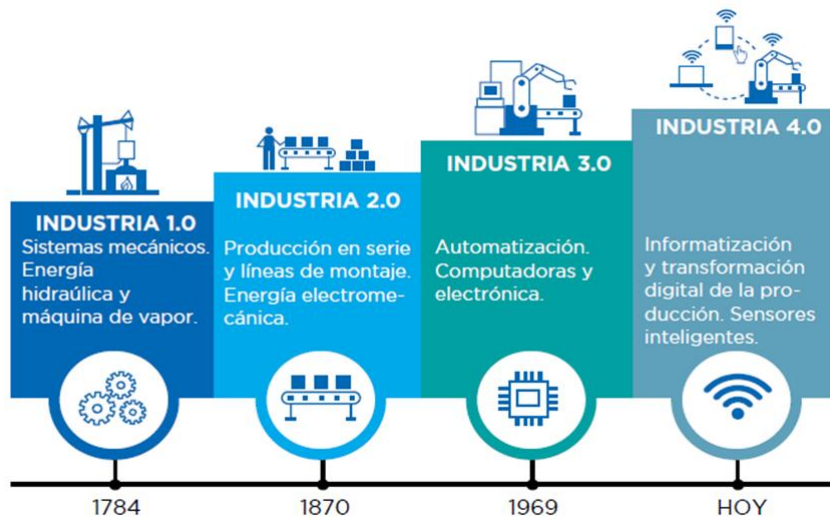 INDUSTRIA 1.0
Sistemas mecánicos.
Energía
hidraúlica y
máquina de vapor.
INDUSTRIA 2.0
Producción en serie
y líneas de montaje.
Energía electrome-
cánica.
INDUSTRIA 3.0
Automatización.
Computadoras y
electrónica.
INDUSTRIA 4.0
Informatización
y transformación
digital de la pro-
ducción. Sensores
inteligentes.
1784
1870
1969
HOY